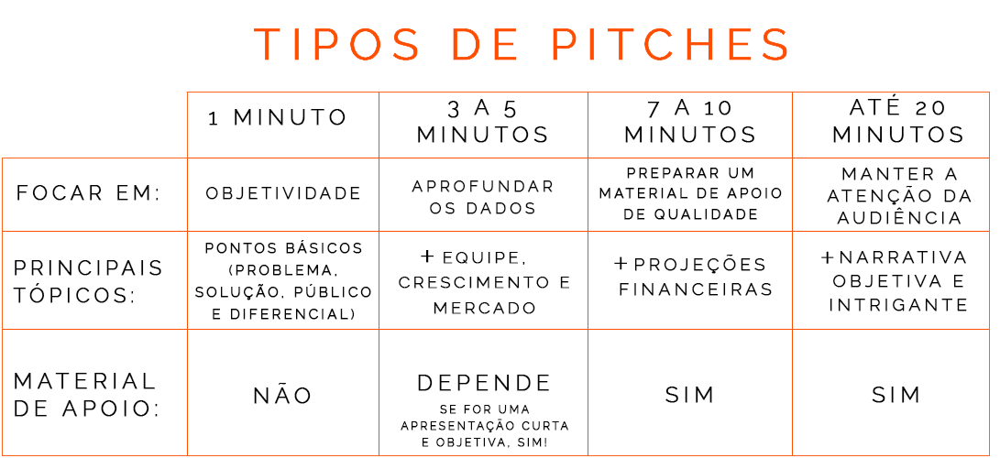 TIPOS DE PITCHES
1 MINUTO
3 A 5
MINUTOS
7 A 10
MINUTOS
ATÉ 20
MINUTOS
FOCAR EM:
OBJETIVIDADE
APROFUNDAR
OS DADOS
PREPARAR UM
MATERIAL DE APOIO
DE QUALIDADE
MANTER A
ATENÇÃO DA
AUDIÊNCIA
PRINCIPAIS
TÓPICOS:
PONTOS BÁSICOS
(PROBLEMA,
SOLUÇÃO, PÚBLICO
E DIFERENCIAL)
+ EQUIPE,
CRESCIMENTO E
MERCADO
+PROJEÇÕES
FINANCEIRAS
+NARRATIVA
OBJETIVA E
INTRIGANTE
MATERIAL
DE APOIO:
NÃO
DEPENDE
SE FOR UMA
APRESENTAÇÃO CURTA
E OBJETIVA, SIM!
SIM
SIM